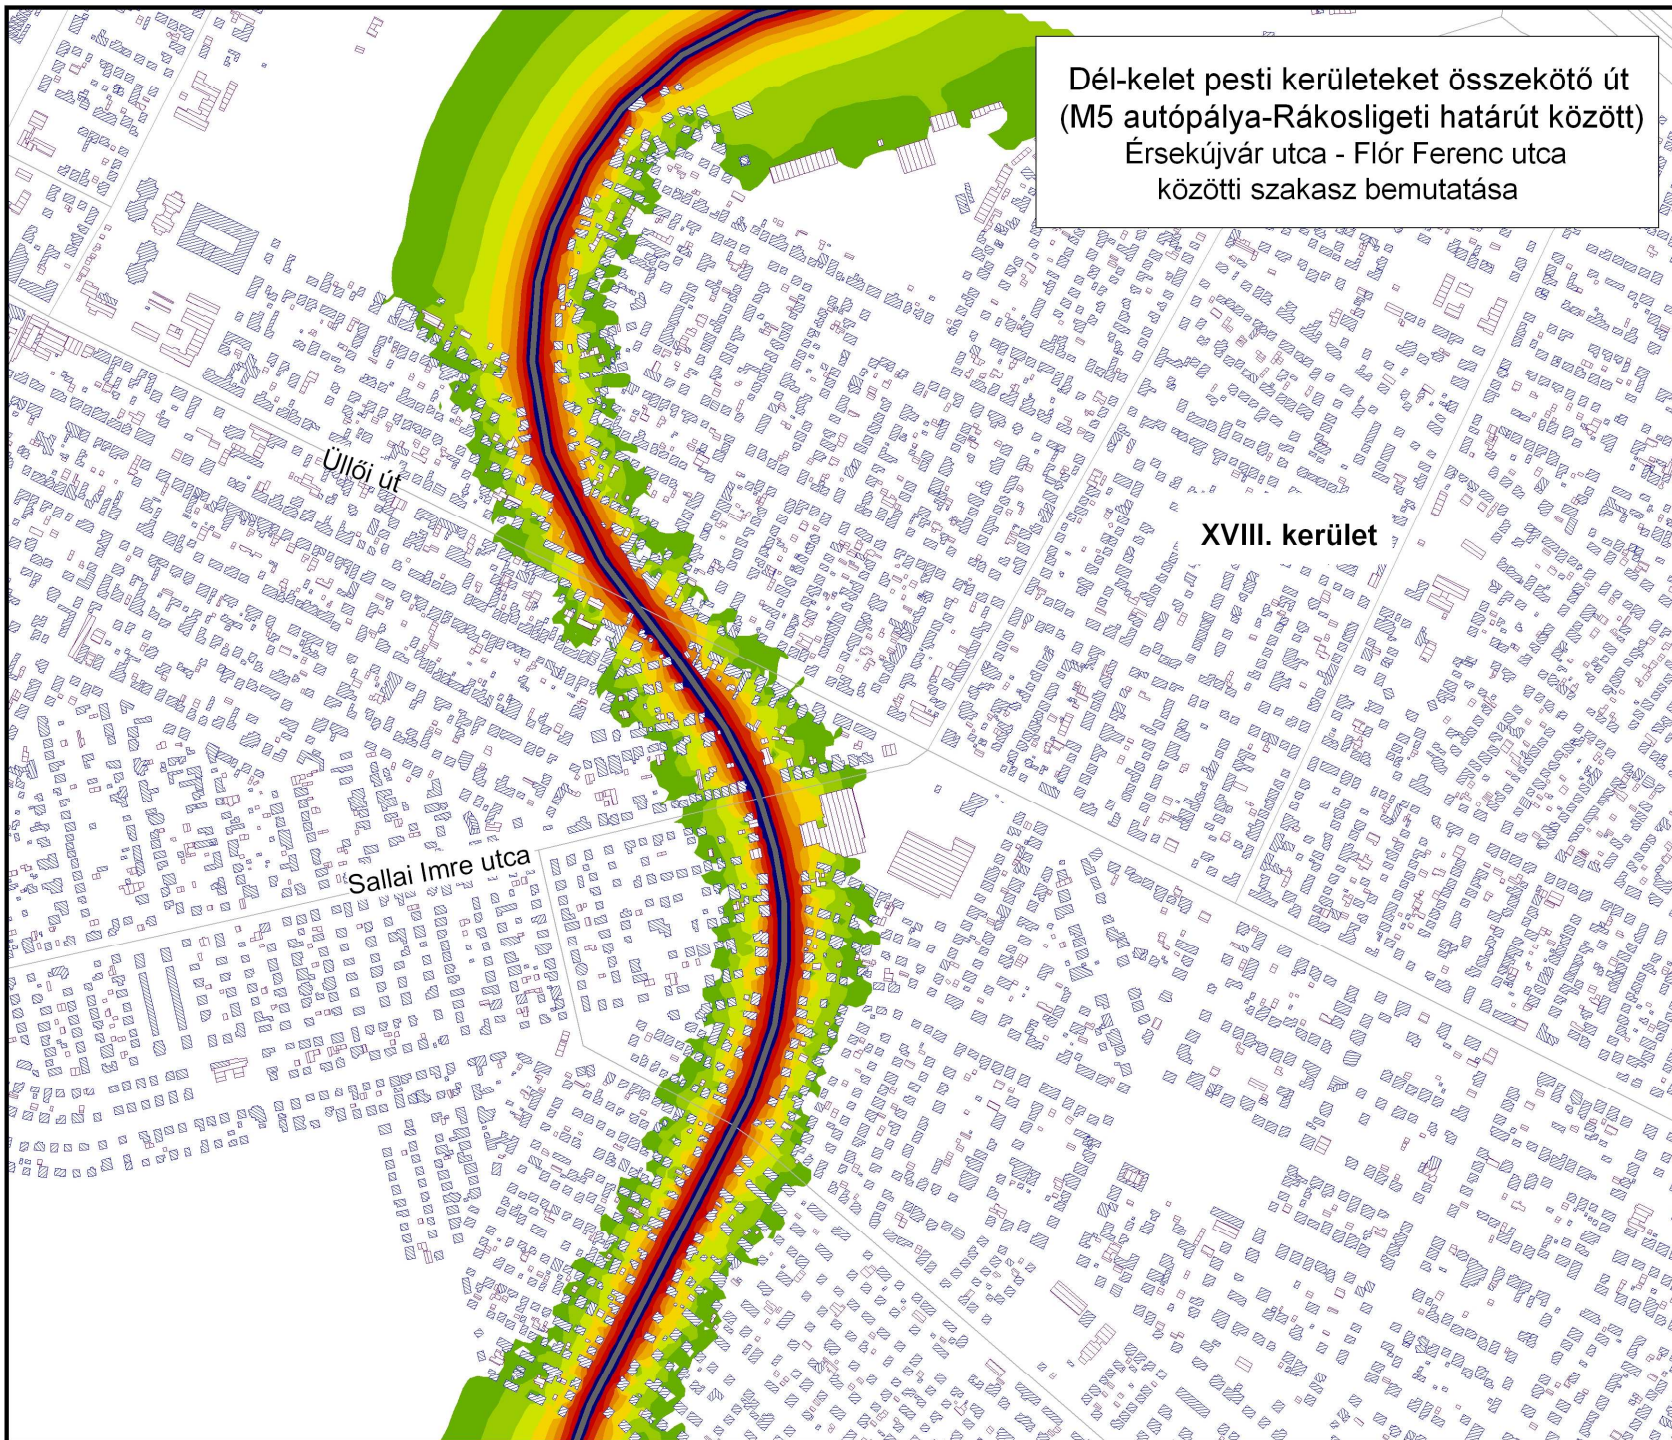 Dél-kelet pesti kerületeket összekötő út
(M5 autópálya-Rákosligeti határút között)
Érsekújvár utca - Flór Ferenc utca
közötti szakasz bemutatása
Üllői út
XVIII. kerület
Sallai Imre utca